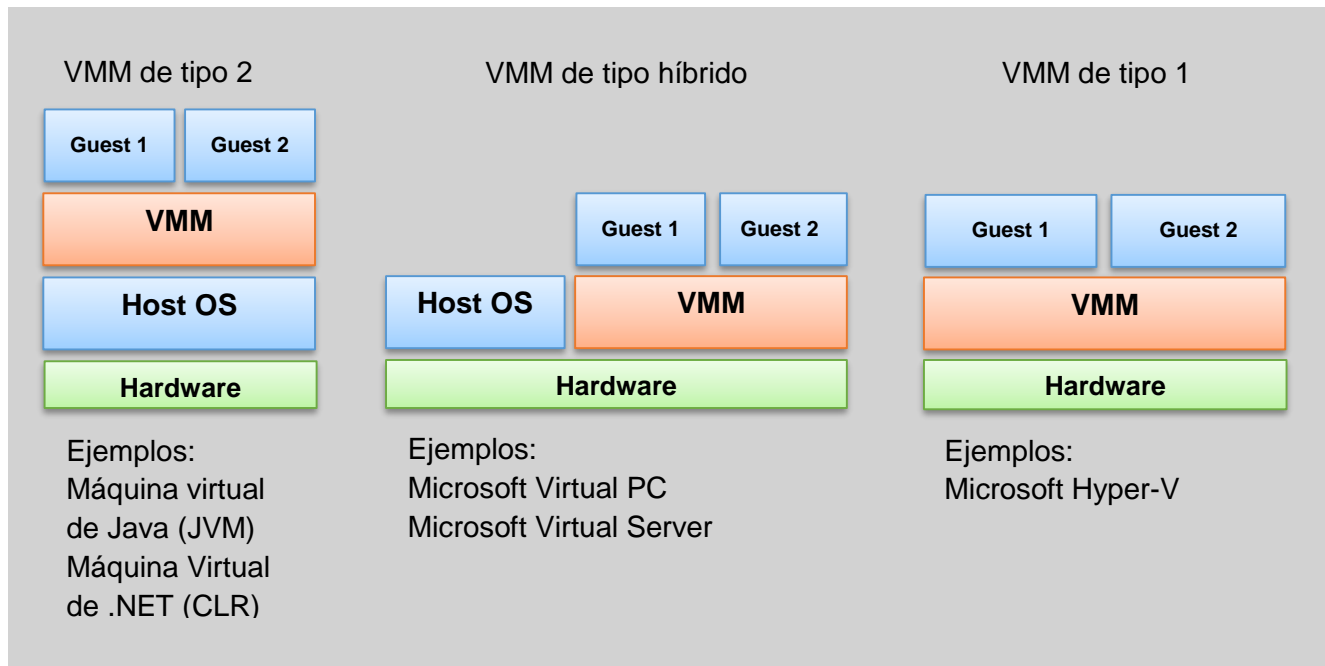 VMM de tipo 2
Guest 1
Guest 2
VMM
Host OS
Hardware
Ejemplos:
Máquina virtual
de Java (JVM)
Máquina Virtual
de .NET (CLR)
VMM de tipo híbrido
Guest 1
Guest 2
Host OS
VMM
Hardware
Ejemplos:
Microsoft Virtual PC
Microsoft Virtual Server
VMM de tipo 1
Guest 1
Guest 2
VMM
Hardware
Ejemplos:
Microsoft Hyper-V